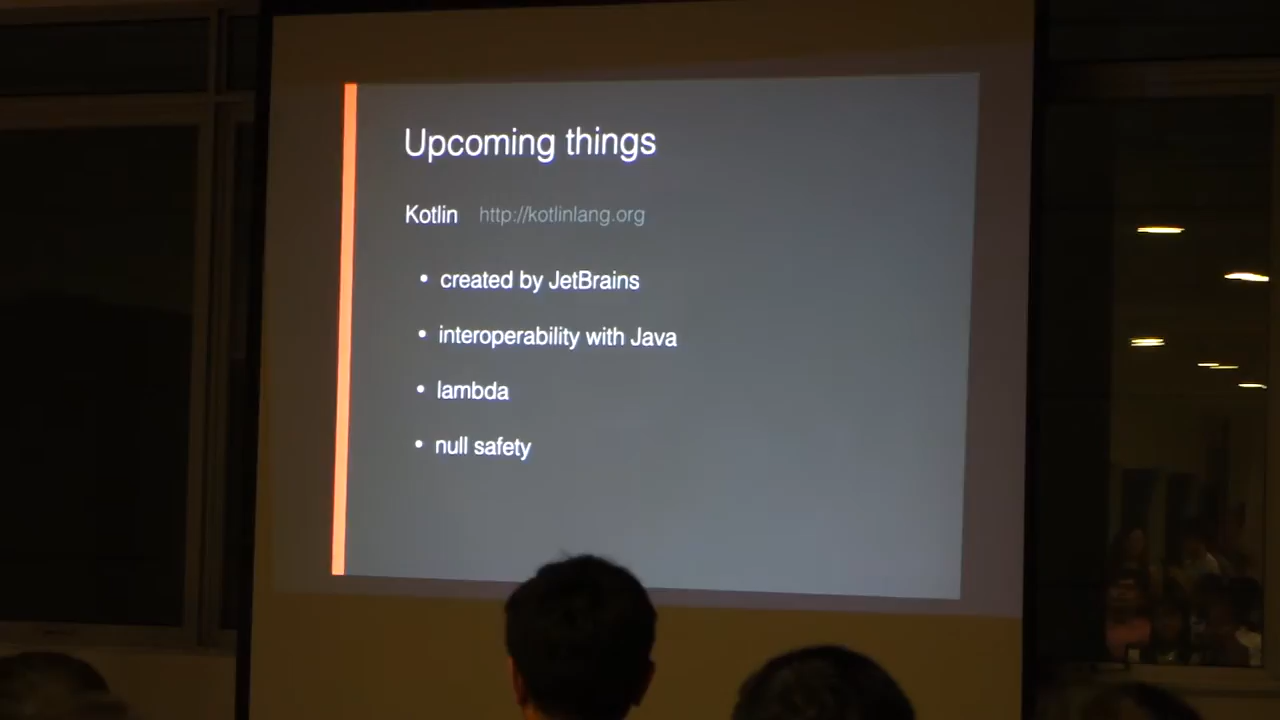 Upcoming things
Kotlin http://kotlinlang.org
• created by JetBrains
• interoperability with Java
• lambda
• null safety